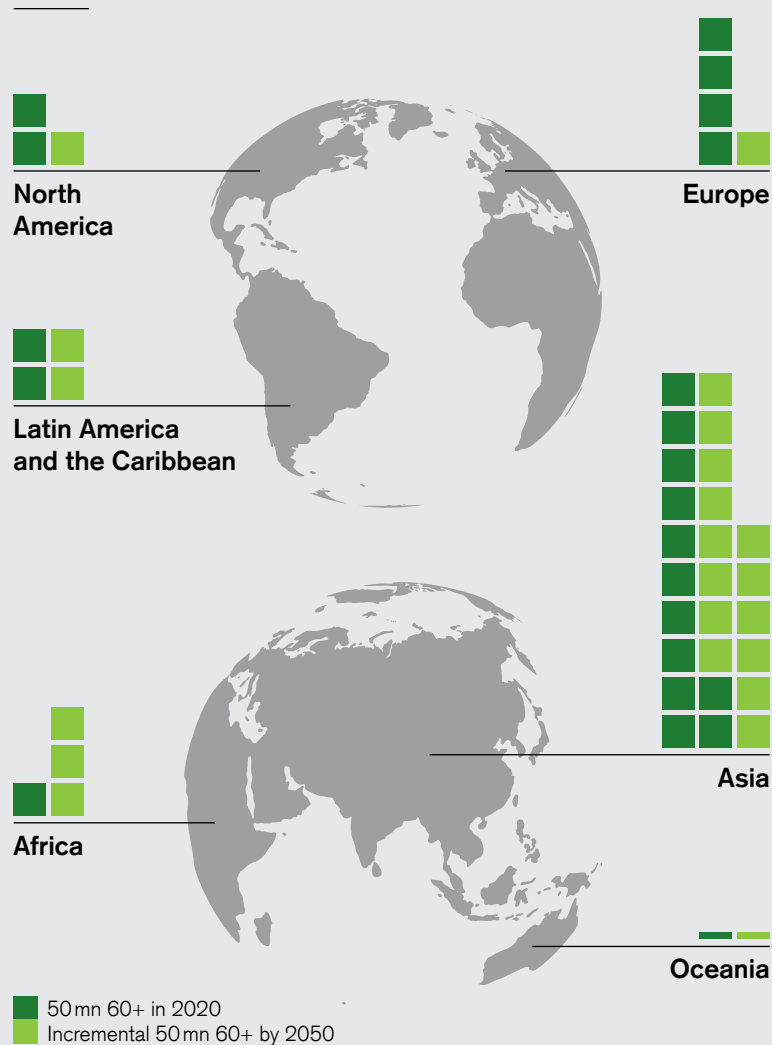 North
America
Europe
Latin America
and the Caribbean
Asia
Africa
Oceania
50 mn 60+ in 2020
Incremental 50 mn 60+ by 2050